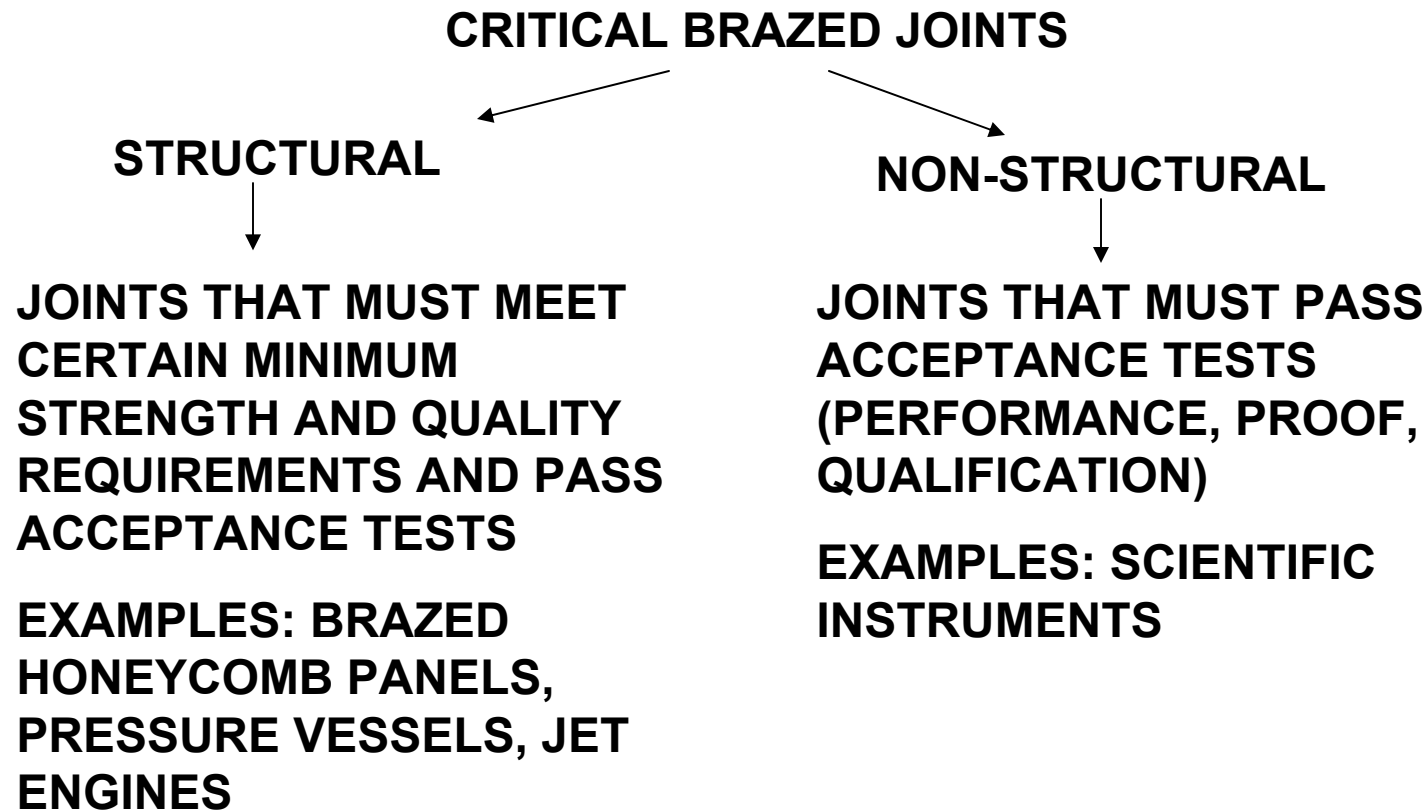 CRITICAL BRAZED JOINTS
STRUCTURAL
JOINTS THAT MUST MEET
CERTAIN MINIMUM
STRENGTH AND QUALITY
REQUIREMENTS AND PASS
ACCEPTANCE TESTS
EXAMPLES: BRAZED
HONEYCOMB PANELS,
PRESSURE VESSELS, JET
ENGINES
NON-STRUCTURAL
JOINTS THAT MUST PASS
ACCEPTANCE TESTS
(PERFORMANCE, PROOF,
QUALIFICATION)
EXAMPLES: SCIENTIFIC
INSTRUMENTS